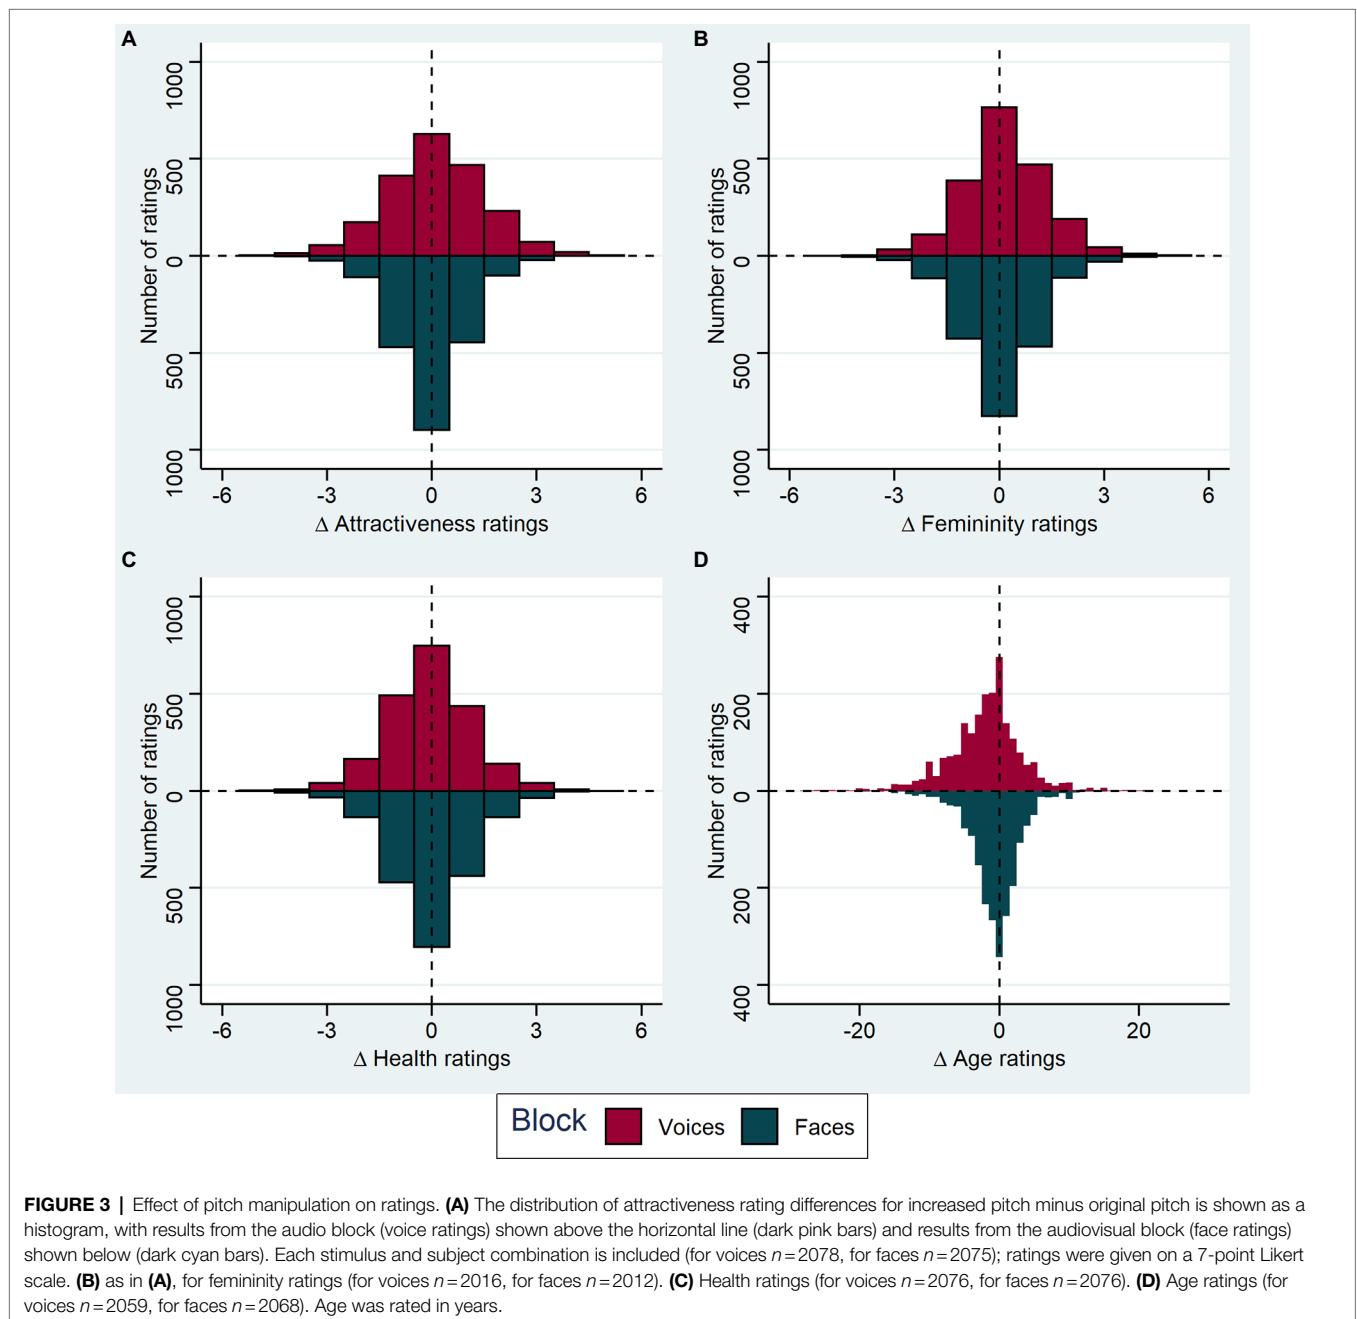 A
B
1000
500
0
500
1000
Number of ratings
-6 -3 0 3 6
Δ Attractiveness ratings
1000
500
0
500
1000
Number of ratings
-6 -3 0 3 6
Δ Femininity ratings
C
D
1000
500
0
500
1000
Number of ratings
-6 -3 0 3 6
Δ Health ratings
400
200
0
200
400
Number of ratings
-20 0 20
Δ Age ratings
Block Voices Faces
FIGURE 3 | Effect of pitch manipulation on ratings. (A) The distribution of attractiveness rating differences for increased pitch minus original pitch is shown as a
histogram, with results from the audio block (voice ratings) shown above the horizontal line (dark pink bars) and results from the audiovisual block (face ratings)
shown below (dark cyan bars). Each stimulus and subject combination is included (for voices n=2078, for faces n=2075); ratings were given on a 7-point Likert
scale. (B) as in (A), for femininity ratings (for voices n=2016, for faces n=2012). (C) Health ratings (for voices n=2076, for faces n=2076). (D) Age ratings (for
voices n=2059, for faces n=2068). Age was rated in years.